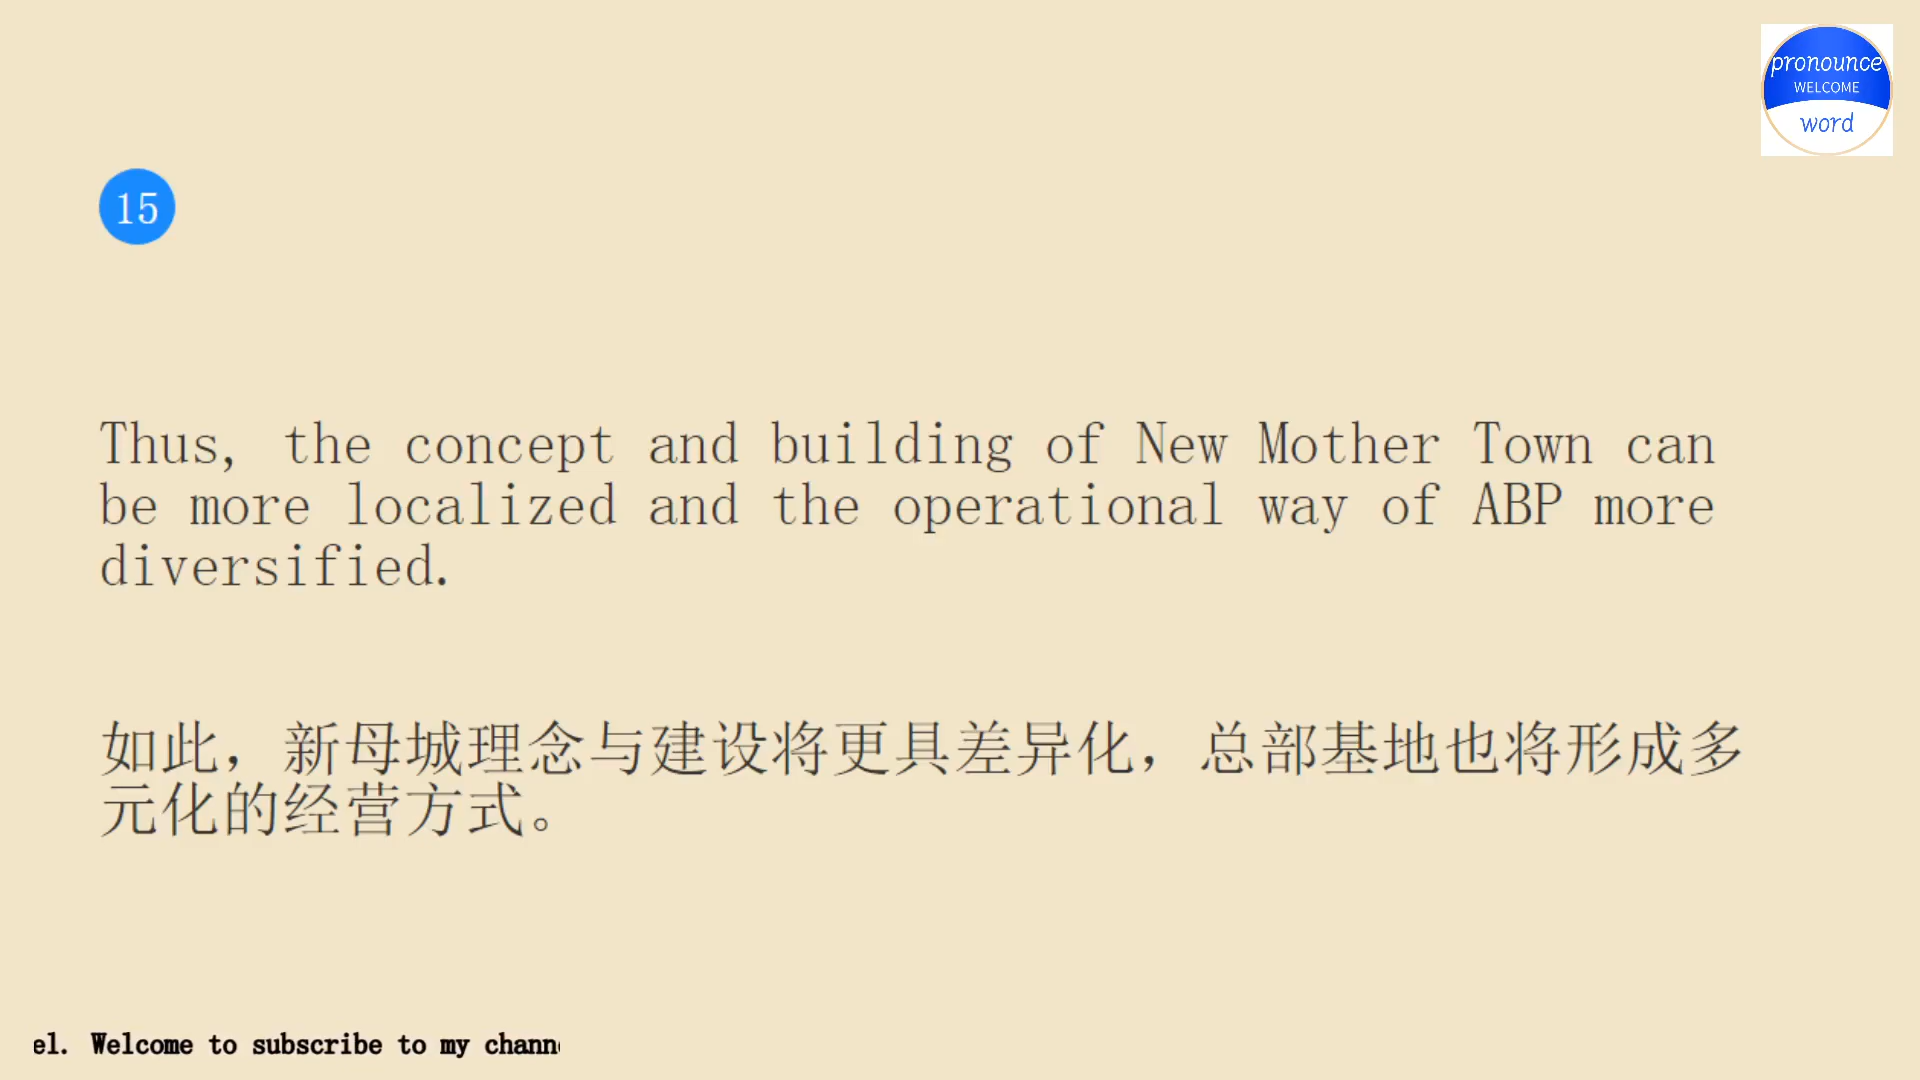 pronounce
WELCOME
word
15
Thus, the concept and building of New Mother Town can
be more localized and the operational way of ABP more
diversified.
如此，新母城理念与建设将更具差异化，总部基地也将形成多
元化的经营方式。
el. Welcome to subscribe to my chann